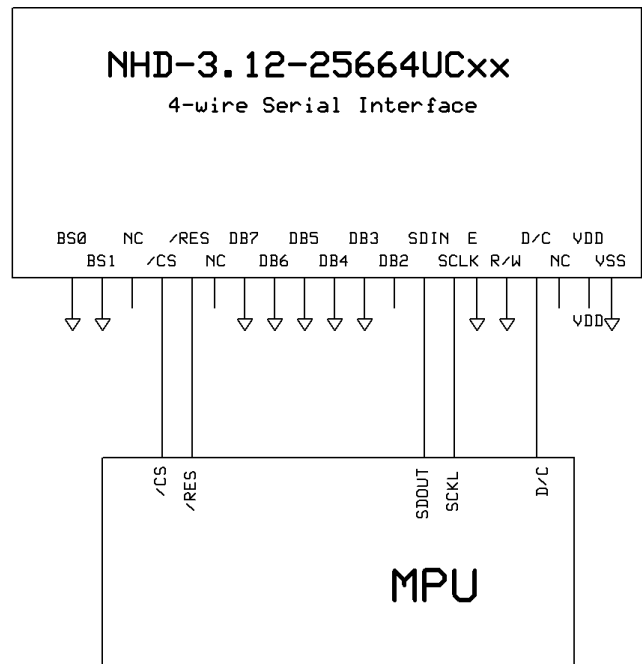 NHD-3.12-25664UCxx
4-wire Serial Interface
BS0 NC /RES DB7 DB5 DB3 SDIN E D/C VDD
BS1 /CS NC DB6 DB4 DB2 SCLK R/W NC VSS
VDD
/CS
/RES
SDOUT
SCKL
D/C
MPU